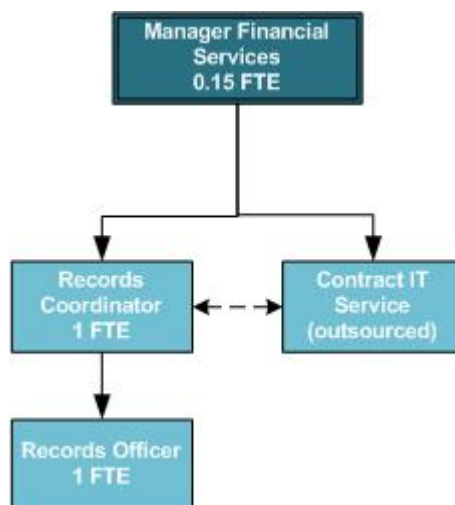 Manager Financial
Services
0.15 FTE
Records
Coordinator
1 FTE
Contract IT
Service
(outsourced)
Records Officer
1 FTE